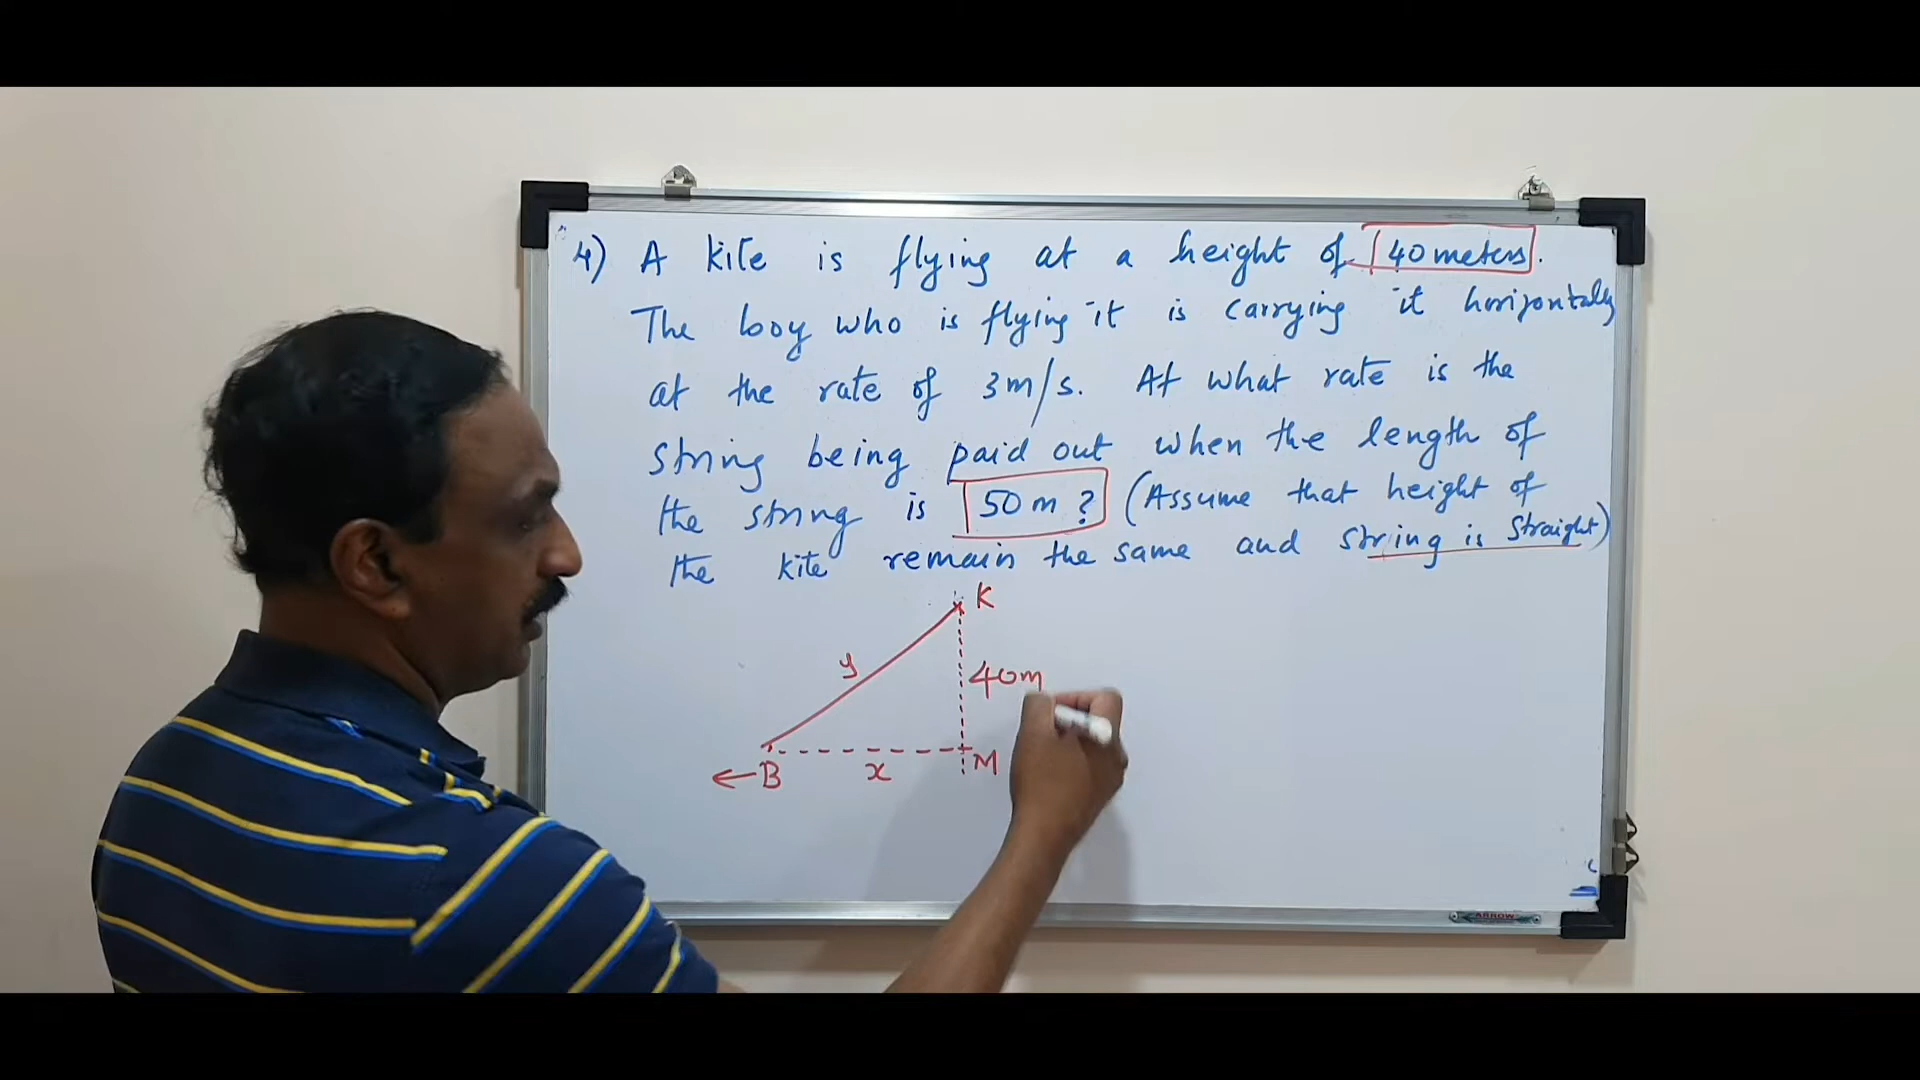 4) A kite is flying at a height of 40 meters.
The boy who is flying it is carrying it horizontally
at the rate of 3m/s. At what rate is the
string being paid out when the length of
the string is 50 m? (Assume that height of
the kite remain the same and string is straight)
K
y
40m
B
x
M
ARROW